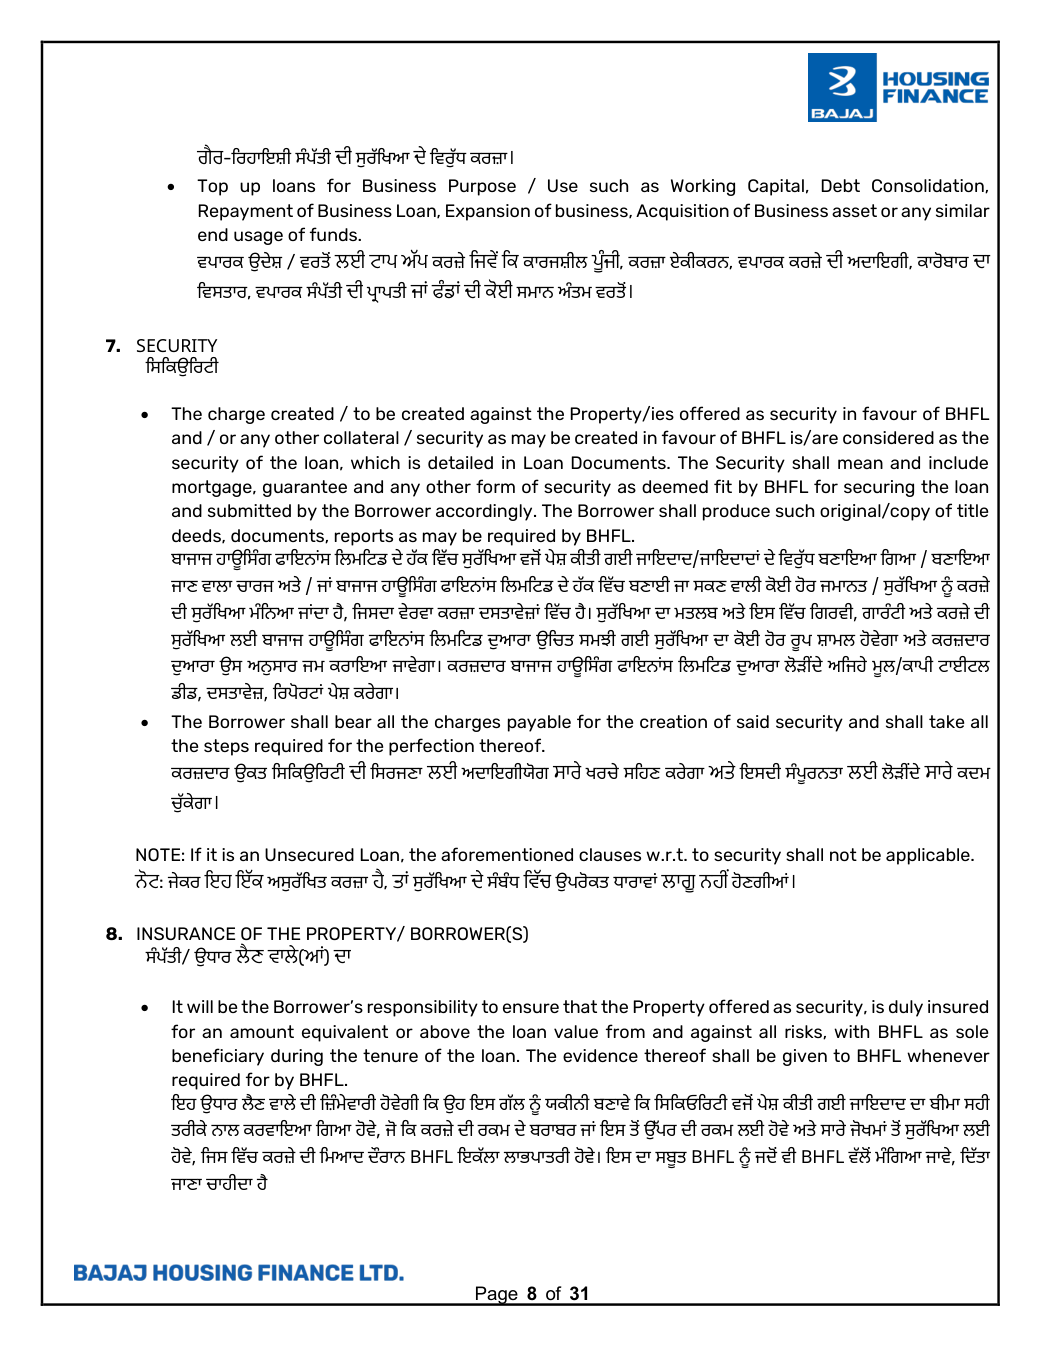 BAJAJ
HOUSING
FINANCE
ਗੈਰ-ਰਿਹਾਇਸ਼ੀ ਸੰਪੱਤੀ ਦੀ ਸੁਰੱਖਿਆ ਦੇ ਵਿਰੁੱਧ ਕਰਜ਼ਾ।
• Top up loans for Business Purpose / Use such as Working Capital, Debt Consolidation,
Repayment of Business Loan, Expansion of business, Acquisition of Business asset or any similar
end usage of funds.
ਵਪਾਰਕ ਉਦੇਸ਼ / ਵਰਤੋਂ ਲਈ ਟਾਪ ਅੱਪ ਕਰਜ਼ੇ ਜਿਵੇਂ ਕਿ ਕਾਰਜਸ਼ੀਲ ਪੂੰਜੀ, ਕਰਜ਼ਾ ਏਕੀਕਰਨ, ਵਪਾਰਕ ਕਰਜ਼ੇ ਦੀ ਅਦਾਇਗੀ, ਕਾਰੋਬਾਰ ਦਾ
ਵਿਸਤਾਰ, ਵਪਾਰਕ ਸੰਪੱਤੀ ਦੀ ਪ੍ਰਾਪਤੀ ਜਾਂ ਫੰਡਾਂ ਦੀ ਕੋਈ ਸਮਾਨ ਅੰਤਮ ਵਰਤੋਂ।
7. SECURITY
ਸਿਕਿਉਰਿਟੀ
• The charge created / to be created against the Property/ies offered as security in favour of BHFL
and / or any other collateral / security as may be created in favour of BHFL is/are considered as the
security of the loan, which is detailed in Loan Documents. The Security shall mean and include
mortgage, guarantee and any other form of security as deemed fit by BHFL for securing the loan
and submitted by the Borrower accordingly. The Borrower shall produce such original/copy of title
deeds, documents, reports as may be required by BHFL.
ਬਾਜਾਜ ਹਾਊਸਿੰਗ ਫਾਇਨਾਂਸ ਲਿਮਟਿਡ ਦੇ ਹੱਕ ਵਿੱਚ ਸੁਰੱਖਿਆ ਵਜੋਂ ਪੇਸ਼ ਕੀਤੀ ਗਈ ਜਾਇਦਾਦ/ਜਾਇਦਾਦਾਂ ਦੇ ਵਿਰੁੱਧ ਬਣਾਇਆ ਗਿਆ / ਬਣਾਇਆ
ਜਾਣ ਵਾਲਾ ਚਾਰਜ ਅਤੇ / ਜਾਂ ਬਾਜਾਜ ਹਾਊਸਿੰਗ ਫਾਇਨਾਂਸ ਲਿਮਟਿਡ ਦੇ ਹੱਕ ਵਿੱਚ ਬਣਾਈ ਜਾ ਸਕਣ ਵਾਲੀ ਕੋਈ ਹੋਰ ਜਮਾਨਤ / ਸੁਰੱਖਿਆ ਨੂੰ ਕਰਜ਼ੇ
ਦੀ ਸੁਰੱਖਿਆ ਮੰਨਿਆ ਜਾਂਦਾ ਹੈ, ਜਿਸਦਾ ਵੇਰਵਾ ਕਰਜ਼ਾ ਦਸਤਾਵੇਜ਼ਾਂ ਵਿੱਚ ਹੈ। ਸੁਰੱਖਿਆ ਦਾ ਮਤਲਬ ਅਤੇ ਇਸ ਵਿੱਚ ਗਿਰਵੀ, ਗਾਰੰਟੀ ਅਤੇ ਕਰਜ਼ੇ ਦੀ
ਸੁਰੱਖਿਆ ਲਈ ਬਾਜਾਜ ਹਾਊਸਿੰਗ ਫਾਇਨਾਂਸ ਲਿਮਟਿਡ ਦੁਆਰਾ ਉਚਿਤ ਸਮਝੀ ਗਈ ਸੁਰੱਖਿਆ ਦਾ ਕੋਈ ਹੋਰ ਰੂਪ ਸ਼ਾਮਲ ਹੋਵੇਗਾ ਅਤੇ ਕਰਜ਼ਦਾਰ
ਦੁਆਰਾ ਉਸ ਅਨੁਸਾਰ ਜਮ ਕਰਾਇਆ ਜਾਵੇਗਾ। ਕਰਜ਼ਦਾਰ ਬਾਜਾਜ ਹਾਊਸਿੰਗ ਫਾਇਨਾਂਸ ਲਿਮਟਿਡ ਦੁਆਰਾ ਲੋੜੀਂਦੇ ਅਜਿਹੇ ਮੂਲ/ਕਾਪੀ ਟਾਈਟਲ
ਡੀਡ, ਦਸਤਾਵੇਜ਼, ਰਿਪੋਰਟਾਂ ਪੇਸ਼ ਕਰੇਗਾ।
• The Borrower shall bear all the charges payable for the creation of said security and shall take all
the steps required for the perfection thereof.
ਕਰਜ਼ਦਾਰ ਉਕਤ ਸਿਕਿਉਰਿਟੀ ਦੀ ਸਿਰਜਣਾ ਲਈ ਅਦਾਇਗੀਯੋਗ ਸਾਰੇ ਖਰਚੇ ਸਹਿਣ ਕਰੇਗਾ ਅਤੇ ਇਸਦੀ ਸੰਪੂਰਨਤਾ ਲਈ ਲੋੜੀਂਦੇ ਸਾਰੇ ਕਦਮ
ਚੁੱਕੇਗਾ।
NOTE: If it is an Unsecured Loan, the aforementioned clauses w.r.t. to security shall not be applicable.
ਨੋਟ: ਜੇਕਰ ਇਹ ਇੱਕ ਅਸੁਰੱਖਿਤ ਕਰਜ਼ਾ ਹੈ, ਤਾਂ ਸੁਰੱਖਿਆ ਦੇ ਸੰਬੰਧ ਵਿੱਚ ਉਪਰੋਕਤ ਧਾਰਾਵਾਂ ਲਾਗੂ ਨਹੀਂ ਹੋਣਗੀਆਂ।
8. INSURANCE OF THE PROPERTY/ BORROWER(S)
ਸੰਪੱਤੀ/ ਉਧਾਰ ਲੈਣ ਵਾਲੇ(ਆਂ) ਦਾ
• It will be the Borrower’s responsibility to ensure that the Property offered as security, is duly insured
for an amount equivalent or above the loan value from and against all risks, with BHFL as sole
beneficiary during the tenure of the loan. The evidence thereof shall be given to BHFL whenever
required for by BHFL.
ਇਹ ਉਧਾਰ ਲੈਣ ਵਾਲੇ ਦੀ ਜ਼ਿੰਮੇਵਾਰੀ ਹੋਵੇਗੀ ਕਿ ਉਹ ਇਸ ਗੱਲ ਨੂੰ ਯਕੀਨੀ ਬਣਾਵੇ ਕਿ ਸਿਕਿਓਰਿਟੀ ਵਜੋਂ ਪੇਸ਼ ਕੀਤੀ ਗਈ ਜਾਇਦਾਦ ਦਾ ਬੀਮਾ ਸਹੀ
ਤਰੀਕੇ ਨਾਲ ਕਰਵਾਇਆ ਗਿਆ ਹੋਵੇ, ਜੋ ਕਿ ਕਰਜ਼ੇ ਦੀ ਰਕਮ ਦੇ ਬਰਾਬਰ ਜਾਂ ਇਸ ਤੋਂ ਉੱਪਰ ਦੀ ਰਕਮ ਲਈ ਹੋਵੇ ਅਤੇ ਸਾਰੇ ਜੋਖਮਾਂ ਤੋਂ ਸੁਰੱਖਿਆ ਲਈ
ਹੋਵੇ, ਜਿਸ ਵਿੱਚ ਕਰਜ਼ੇ ਦੀ ਮਿਆਦ ਦੌਰਾਨ BHFL ਇਕੱਲਾ ਲਾਭਪਾਤਰੀ ਹੋਵੇ। ਇਸ ਦਾ ਸਬੂਤ BHFL ਨੂੰ ਜਦੋਂ ਵੀ BHFL ਵੱਲੋਂ ਮੰਗਿਆ ਜਾਵੇ, ਦਿੱਤਾ
ਜਾਣਾ ਚਾਹੀਦਾ ਹੈ
BAJAJ HOUSING FINANCE LTD.
Page 8 of 31